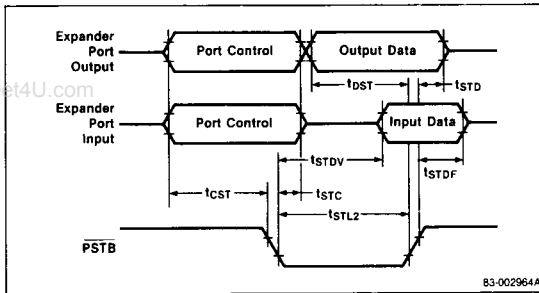 Expander
Port
Output
Port Control
Output Data
tDST
tSTD
et4U.com
Expander
Port
Input
Port Control
Input Data
tSTDV
tSTDF
tCST
tSTC
tSTL2
PSTB
83-002964A